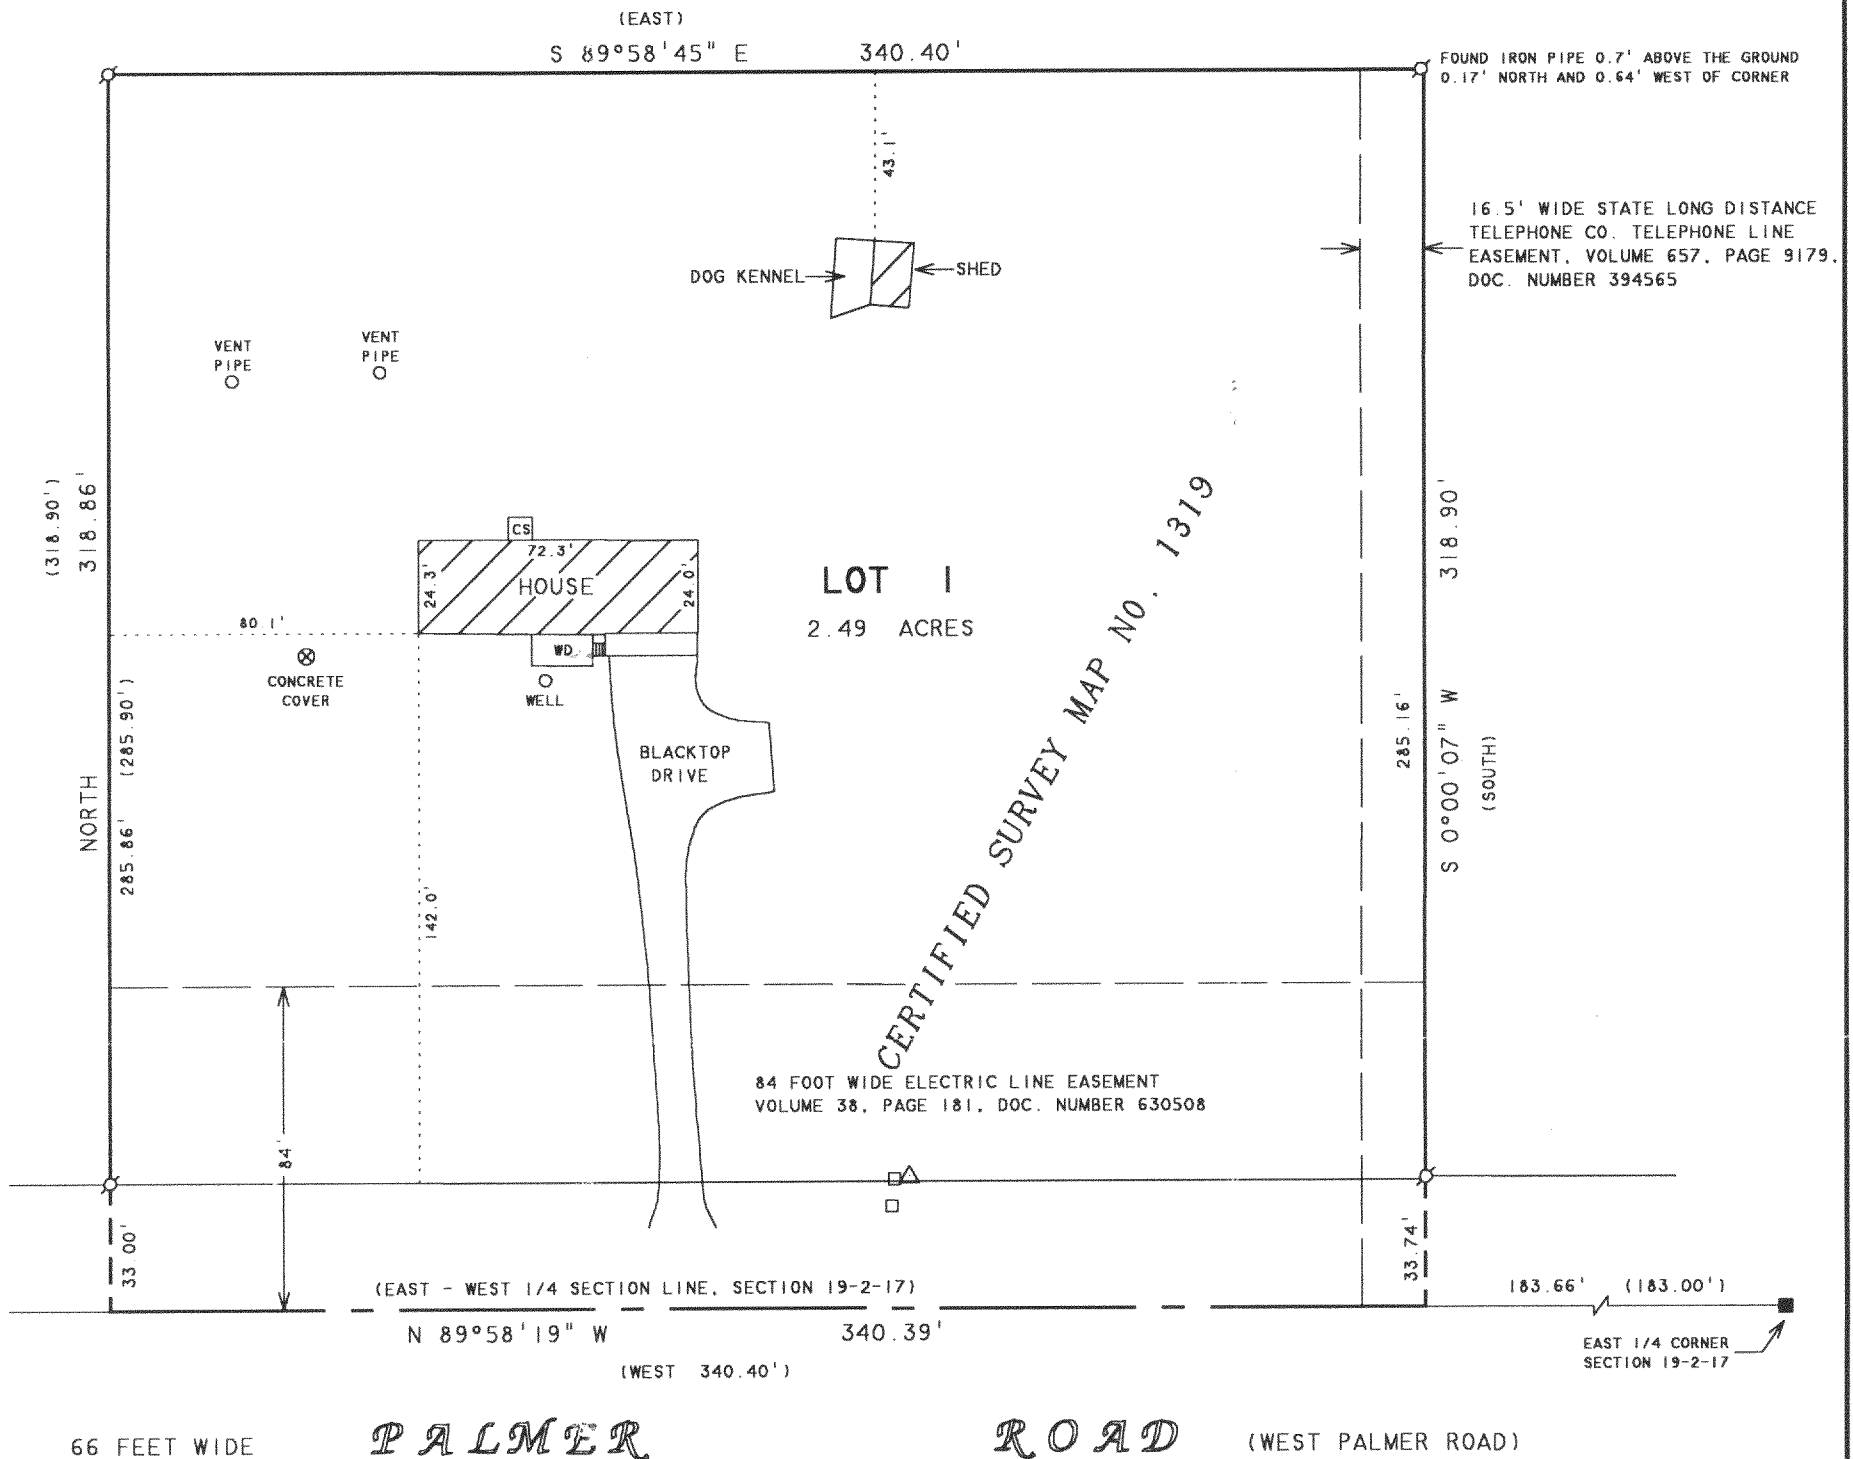 (EAST)
S 89°58'45" E 340.40'
FOUND IRON PIPE 0.7' ABOVE THE GROUND
0.17' NORTH AND 0.64' WEST OF CORNER
43.1'
16.5' WIDE STATE LONG DISTANCE
TELEPHONE CO. TELEPHONE LINE
EASEMENT, VOLUME 657, PAGE 9179,
DOC. NUMBER 394565
DOG KENNEL
SHED
VENT
PIPE
VENT
PIPE
(318.90')
318.86'
CS
72.3'
24.3'
HOUSE
24.0'
LOT 1
2.49 ACRES
CERTIFIED SURVEY MAP NO. 1319
318.90'
80.1'
WD
CONCRETE
COVER
WELL
(285.90')
285.86'
NORTH
BLACKTOP
DRIVE
285.16'
S 0°00'07" W
(SOUTH)
142.0'
84 FOOT WIDE ELECTRIC LINE EASEMENT
VOLUME 38, PAGE 181, DOC. NUMBER 630508
84'
33.00'
33.74'
(EAST - WEST 1/4 SECTION LINE, SECTION 19-2-17)
183.66' (183.00')
N 89°58'19" W 340.39'
(WEST 340.40')
EAST 1/4 CORNER
SECTION 19-2-17
66 FEET WIDE PALMER ROAD (WEST PALMER ROAD)